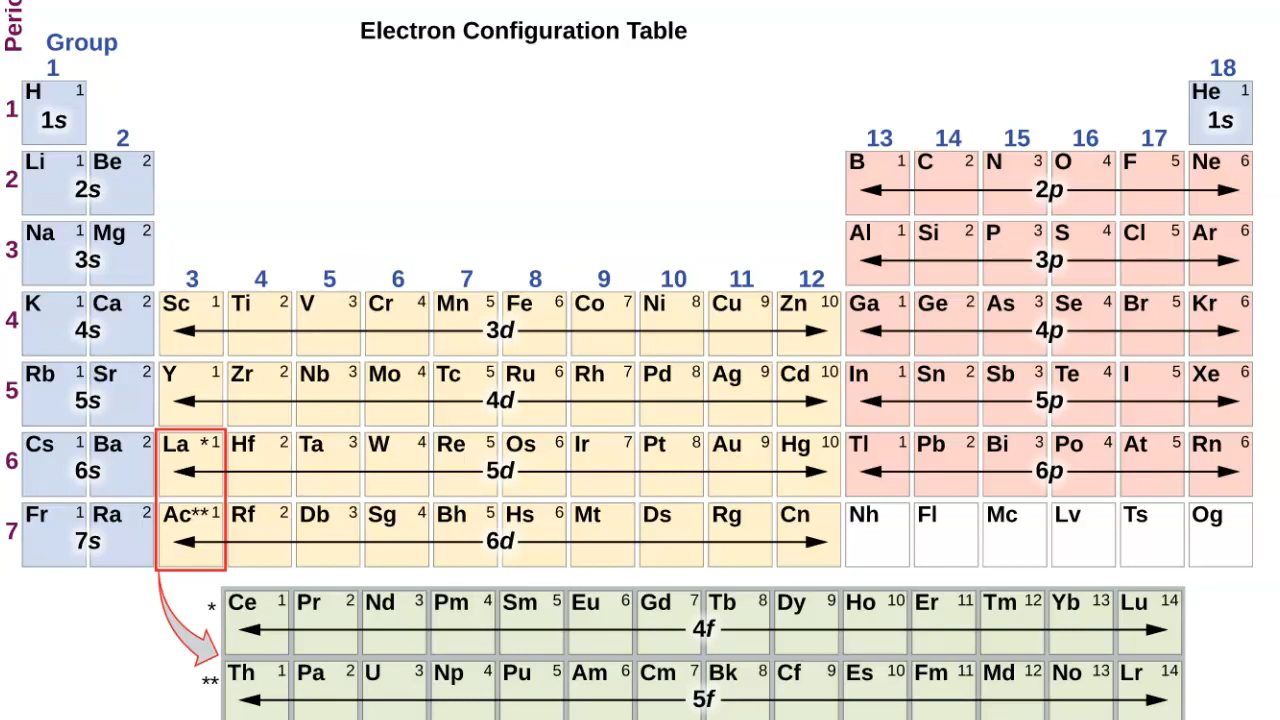 Electron Configuration Table
Group
1 18
H 1 He 1
1 1s 1s
2 13 14 15 16 17
Li 1 Be 2 B 1 C 2 N 3 O 4 F 5 Ne 6
2 2s 2p
Na 1 Mg 2 Al 1 Si 2 P 3 S 4 Cl 5 Ar 6
3 3s 3p
3 4 5 6 7 8 9 10 11 12
K 1 Ca 2 Sc 1 Ti 2 V 3 Cr 4 Mn 5 Fe 6 Co 7 Ni 8 Cu 9 Zn 10 Ga 1 Ge 2 As 3 Se 4 Br 5 Kr 6
4 4s 3d 4p
Rb 1 Sr 2 Y 1 Zr 2 Nb 3 Mo 4 Tc 5 Ru 6 Rh 7 Pd 8 Ag 9 Cd 10 In 1 Sn 2 Sb 3 Te 4 I 5 Xe 6
5 5s 4d 5p
Cs 1 Ba 2 La *1 Hf 2 Ta 3 W 4 Re 5 Os 6 Ir 7 Pt 8 Au 9 Hg 10 Tl 1 Pb 2 Bi 3 Po 4 At 5 Rn 6
6 6s 5d 6p
Fr 1 Ra 2 Ac**1 Rf 2 Db 3 Sg 4 Bh 5 Hs 6 Mt Ds Rg Cn Nh Fl Mc Lv Ts Og
7 7s 6d
* Ce 1 Pr 2 Nd 3 Pm 4 Sm 5 Eu 6 Gd 7 Tb 8 Dy 9 Ho 10 Er 11 Tm 12 Yb 13 Lu 14
4f
** Th 1 Pa 2 U 3 Np 4 Pu 5 Am 6 Cm 7 Bk 8 Cf 9 Es 10 Fm 11 Md 12 No 13 Lr 14
5f